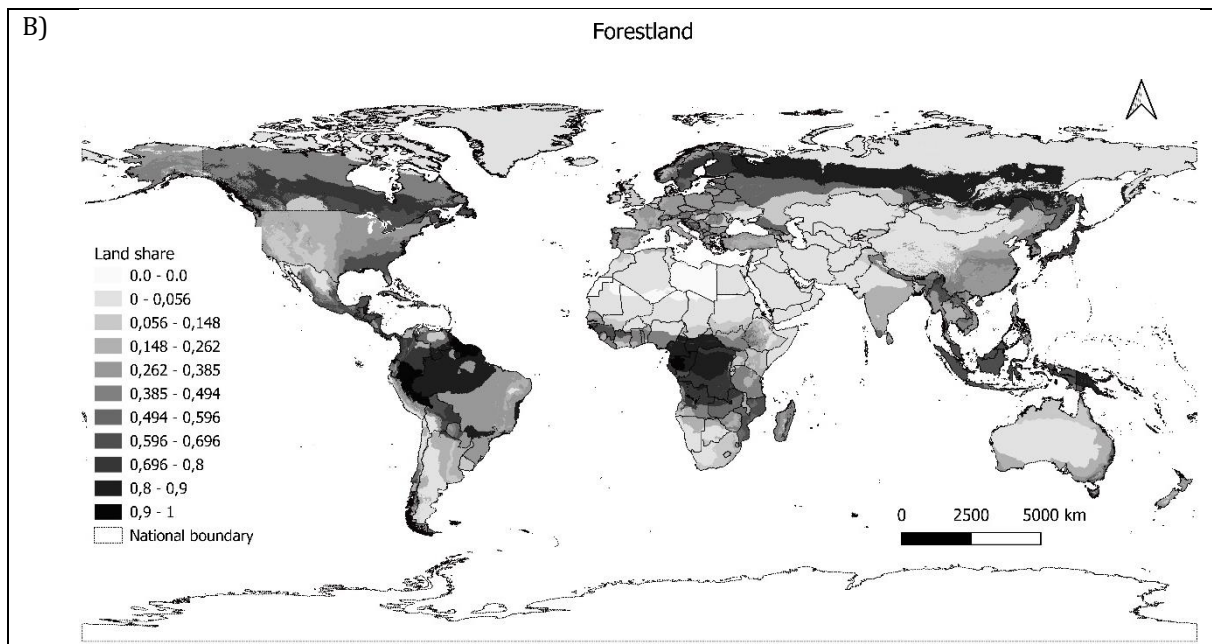 B)
Forestland
Land share
0.0 - 0.0
0 - 0,056
0,056 - 0,148
0,148 - 0,262
0,262 - 0,385
0,385 - 0,494
0,494 - 0,596
0,596 - 0,696
0,696 - 0,8
0,8 - 0,9
0,9 - 1
National boundary
0 2500 5000 km